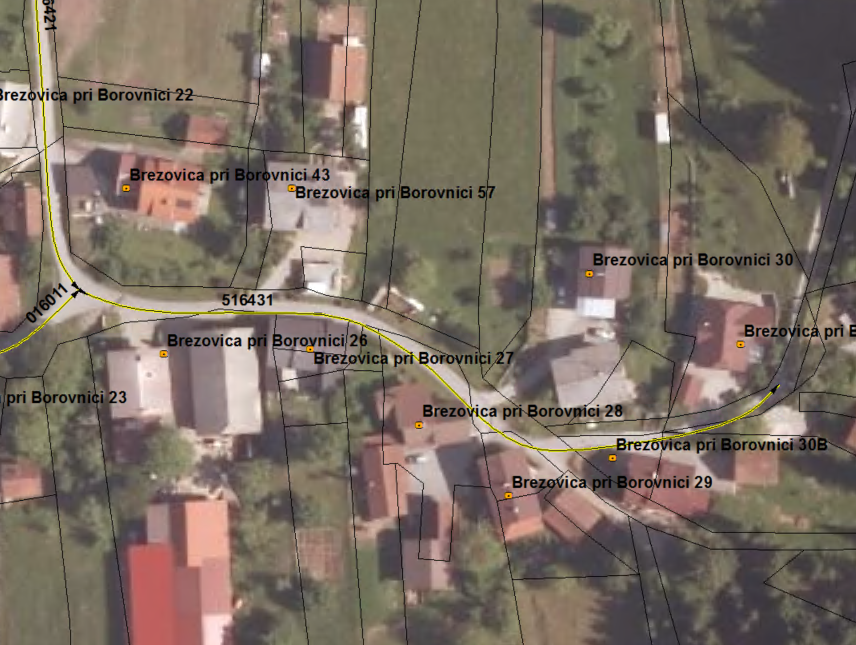 6421
Brezovica pri Borovnici 22
Brezovica pri Borovnici 43
Brezovica pri Borovnici 57
Brezovica pri Borovnici 30
016011
516431
Brezovica pri B
Brezovica pri Borovnici 26
Brezovica pri Borovnici 27
pri Borovnici 23
Brezovica pri Borovnici 28
Brezovica pri Borovnici 30B
Brezovica pri Borovnici 29